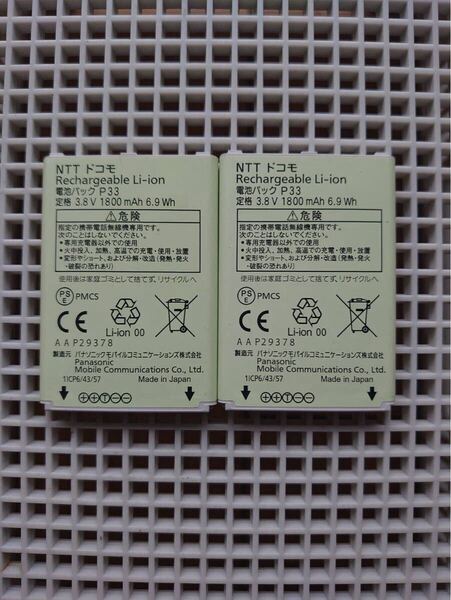 NTT ドコモ
Rechargeable Li-ion
電池パック P33
定格 3.8 V 1800 mAh 6.9 Wh
⚠危険
指定の携帯電話無線機専用です。
次のことはしないでください。
●専用充電器以外での使用
●火中投入、加熱、高温での充電・使用・放置
●変形やショート、および分解・改造(発熱・発火
・破裂の恐れあり)
使用後は家庭ゴミとして捨てず、リサイクルへ
PSE PMCS
CE
Li-ion 00
AAP29378
製造元 パナソニックモバイルコミュニケーションズ株式会社
Panasonic
Mobile Communications Co., Ltd.
1ICP6/43/57 Made in Japan
⊕⊕T⊖⊖
NTT ドコモ
Rechargeable Li-ion
電池パック P33
定格 3.8 V 1800 mAh 6.9 Wh
⚠危険
指定の携帯電話無線機専用です。
次のことはしないでください。
●専用充電器以外での使用
●火中投入、加熱、高温での充電・使用・放置
●変形やショート、および分解・改造(発熱・発火
・破裂の恐れあり)
使用後は家庭ゴミとして捨てず、リサイクルへ
PSE PMCS
CE
Li-ion 00
AAP29378
製造元 パナソニックモバイルコミュニケーションズ株式会社
Panasonic
Mobile Communications Co., Ltd.
1ICP6/43/57 Made in Japan
⊕⊕T⊖⊖